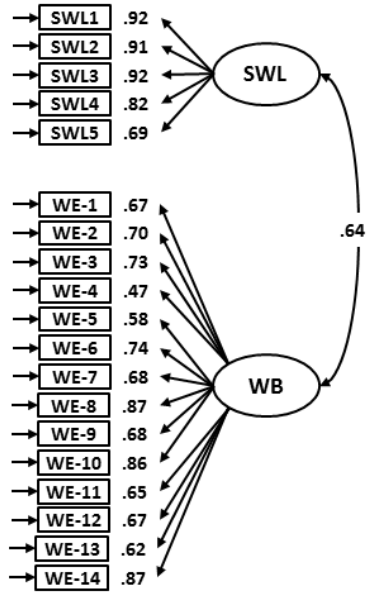 SWL1 .92
SWL2 .91
SWL3 .92
SWL4 .82
SWL5 .69
SWL
.64
WE-1 .67
WE-2 .70
WE-3 .73
WE-4 .47
WE-5 .58
WE-6 .74
WE-7 .68
WE-8 .87
WE-9 .68
WE-10 .86
WE-11 .65
WE-12 .67
WE-13 .62
WE-14 .87
WB